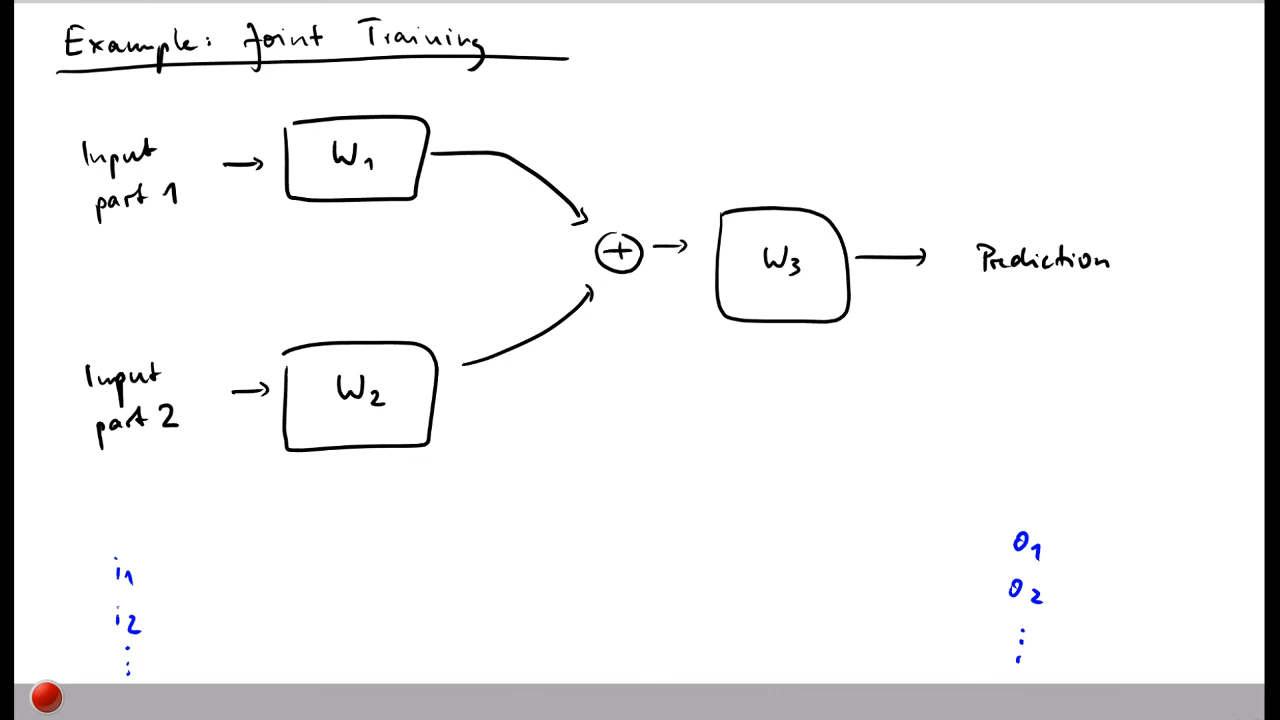 Example: Joint Training
Input
part 1
W1
+
W3
Prediction
Input
part 2
W2
i1
i2
⋮
o1
o2
⋮